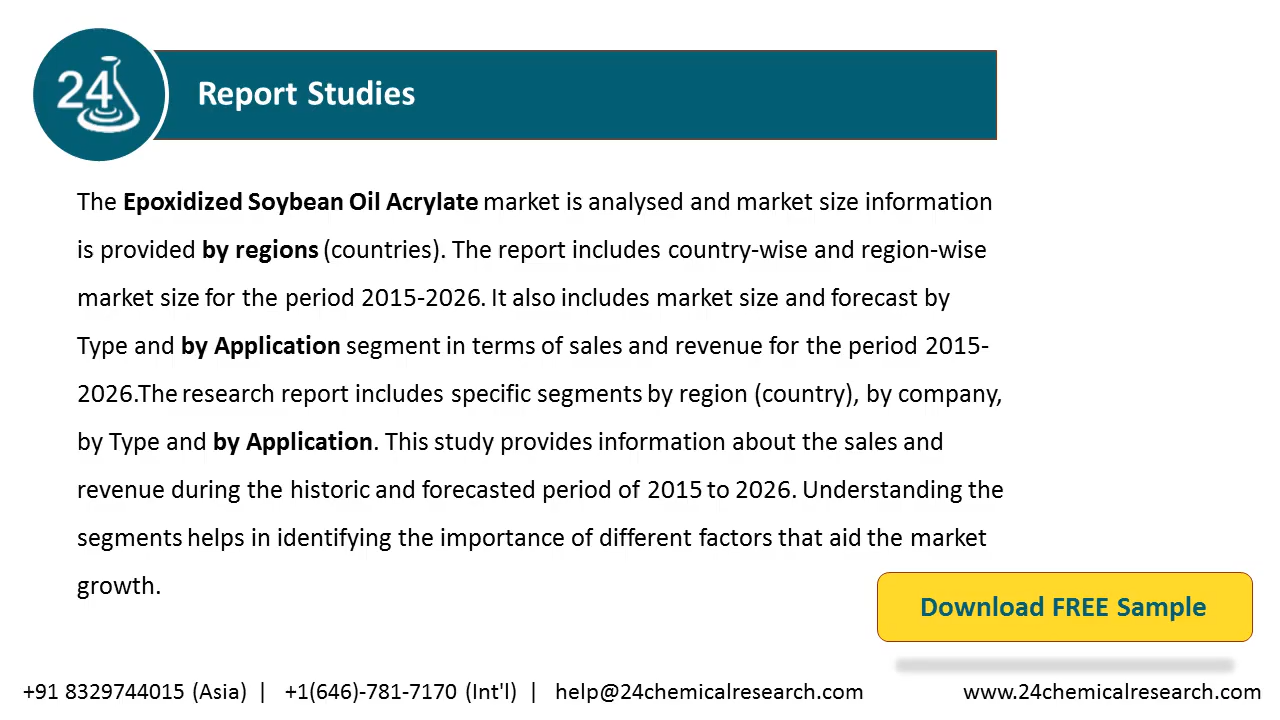 24
Report Studies
The Epoxidized Soybean Oil Acrylate market is analysed and market size information
is provided by regions (countries). The report includes country-wise and region-wise
market size for the period 2015-2026. It also includes market size and forecast by
Type and by Application segment in terms of sales and revenue for the period 2015-
2026.The research report includes specific segments by region (country), by company,
by Type and by Application. This study provides information about the sales and
revenue during the historic and forecasted period of 2015 to 2026. Understanding the
segments helps in identifying the importance of different factors that aid the market
growth.
Download FREE Sample
+91 8329744015 (Asia) | +1(646)-781-7170 (Int'l) | help@24chemicalresearch.com www.24chemicalresearch.com